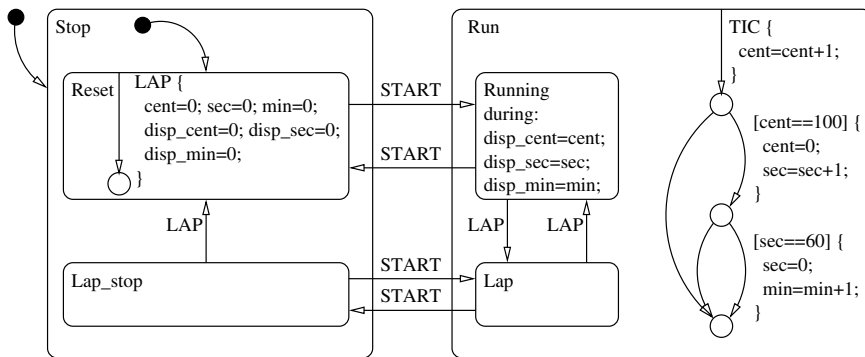 Stop
Reset
LAP {
cent=0; sec=0; min=0;
disp_cent=0; disp_sec=0;
disp_min=0;
}
LAP
Lap_stop
START
START
START
START
Run
Running
during:
disp_cent=cent;
disp_sec=sec;
disp_min=min;
LAP
LAP
Lap
TIC {
cent=cent+1;
}
[cent==100] {
cent=0;
sec=sec+1;
}
[sec==60] {
sec=0;
min=min+1;
}